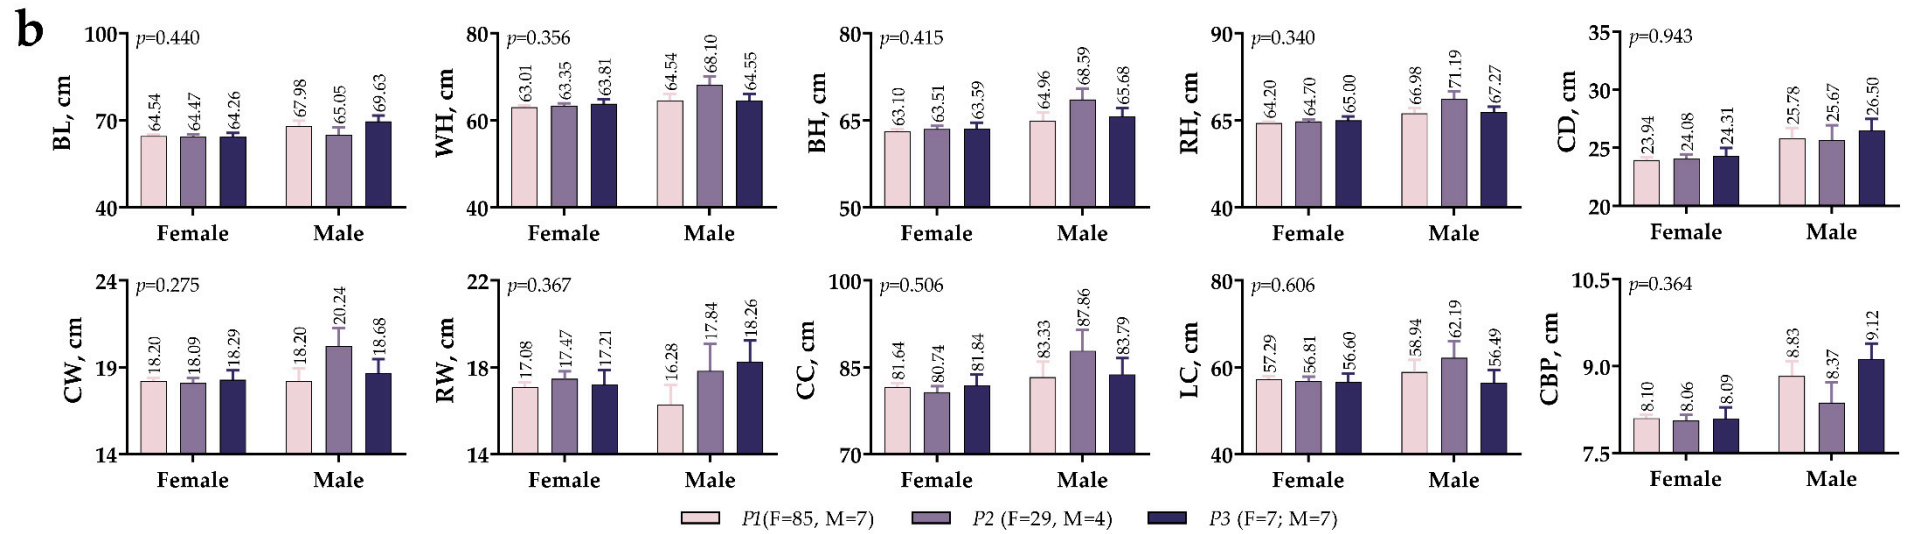 b
BL, cm
100
70
40
p=0.440
64.54
64.47
64.26
67.98
65.05
69.63
Female
Male
WH, cm
80
60
40
p=0.356
63.01
63.35
63.81
64.54
68.10
64.55
Female
Male
BH, cm
80
65
50
p=0.415
63.10
63.51
63.59
64.96
68.59
65.68
Female
Male
RH, cm
90
65
40
p=0.340
64.20
64.70
65.00
66.98
71.19
67.27
Female
Male
CD, cm
35
30
25
20
p=0.943
23.94
24.08
24.31
25.78
25.67
26.50
Female
Male
CW, cm
24
19
14
p=0.275
18.20
18.09
18.29
18.20
20.24
18.68
Female
Male
RW, cm
22
18
14
p=0.367
17.08
17.47
17.21
16.28
17.84
18.26
Female
Male
CC, cm
100
85
70
p=0.506
81.64
80.74
81.84
83.33
87.86
83.79
Female
Male
LC, cm
80
60
40
p=0.606
57.29
56.81
56.60
58.94
62.19
56.49
Female
Male
CBP, cm
10.5
9.0
7.5
p=0.364
8.10
8.06
8.09
8.83
8.37
9.12
Female
Male
P1(F=85, M=7)
P2 (F=29, M=4)
P3 (F=7; M=7)